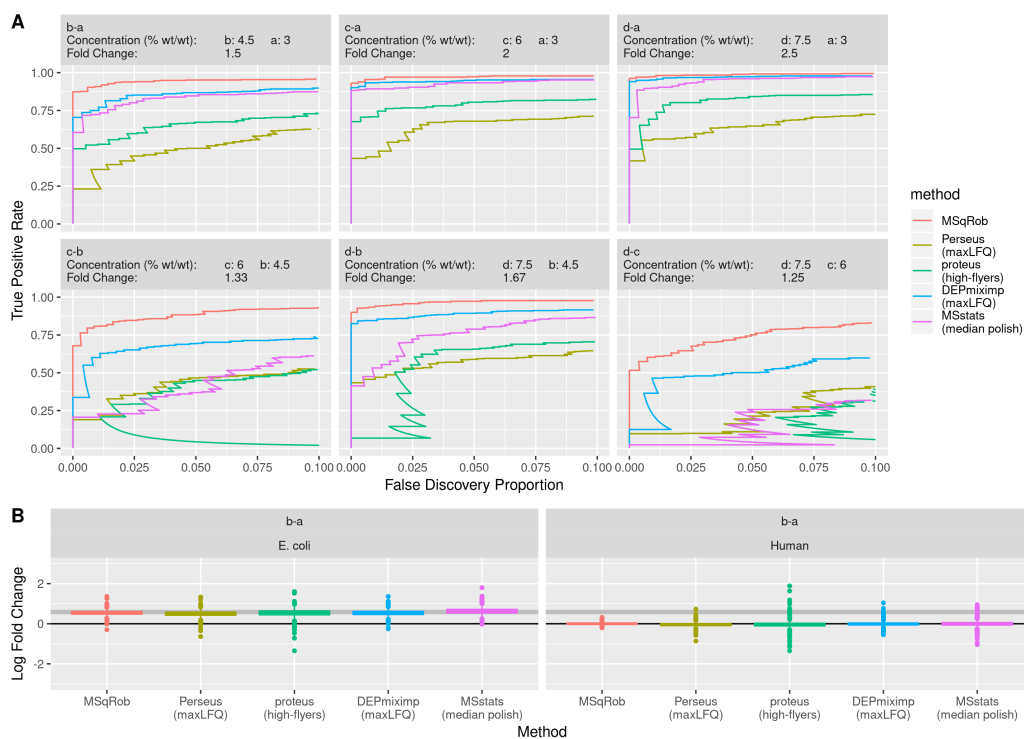 A
b-a
Concentration (% wt/wt): b: 4.5 a: 3
Fold Change: 1.5
c-a
Concentration (% wt/wt): c: 6 a: 3
Fold Change: 2
d-a
Concentration (% wt/wt): d: 7.5 a: 3
Fold Change: 2.5
1.00
0.75
0.50
0.25
0.00
c-b
Concentration (% wt/wt): c: 6 b: 4.5
Fold Change: 1.33
d-b
Concentration (% wt/wt): d: 7.5 b: 4.5
Fold Change: 1.67
d-c
Concentration (% wt/wt): d: 7.5 c: 6
Fold Change: 1.25
1.00
0.75
0.50
0.25
0.00
True Positive Rate
0.000 0.025 0.050 0.075 0.100
0.000 0.025 0.050 0.075 0.100
0.000 0.025 0.050 0.075 0.100
False Discovery Proportion
method
MSqRob
Perseus
(maxLFQ)
proteus
(high-flyers)
DEPmiximp
(maxLFQ)
MSstats
(median polish)
B
b-a
E. coli
b-a
Human
Log Fold Change
2
0
-2
MSqRob Perseus proteus DEPmiximp MSstats
(maxLFQ) (high-flyers) (maxLFQ) (median polish)
MSqRob Perseus proteus DEPmiximp MSstats
(maxLFQ) (high-flyers) (maxLFQ) (median polish)
Method